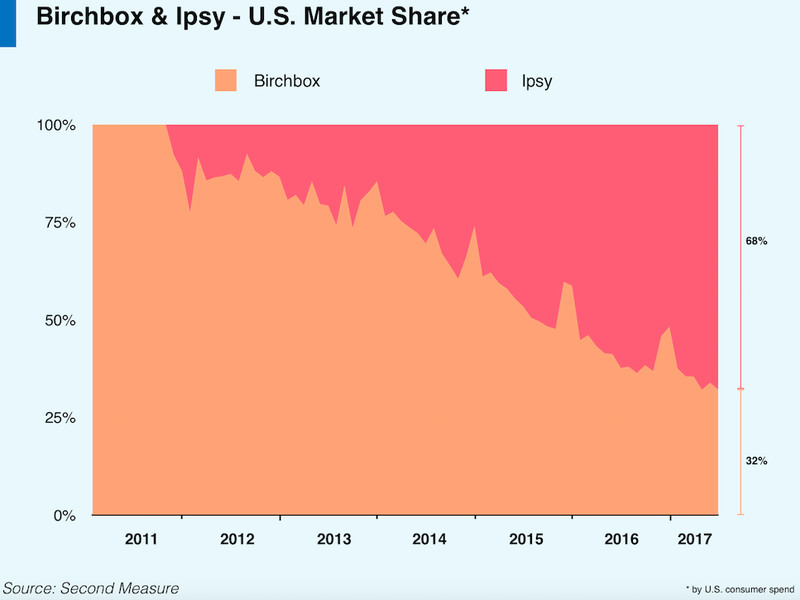 Birchbox & Ipsy - U.S. Market Share*
Birchbox
Ipsy
100%
75%
50%
25%
0%
68%
32%
2011 2012 2013 2014 2015 2016 2017
Source: Second Measure
* by U.S. consumer spend